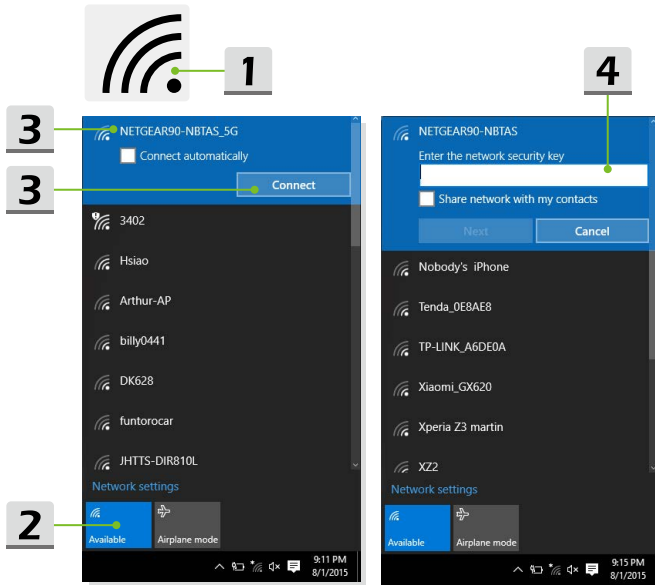 1
3
NETGEAR90-NBTAS_5G
Connect automatically
3
Connect
3402
Hsiao
Arthur-AP
billy0441
DK628
funtorocar
JHTTS-DIR810L
Network settings
2
Available
Airplane mode
9:11 PM
8/1/2015
4
NETGEAR90-NBTAS
Enter the network security key
Share network with my contacts
Next
Cancel
Nobody's iPhone
Tenda_0E8AE8
TP-LINK_A6DE0A
Xiaomi_GX620
Xperia Z3 martin
XZ2
Network settings
Available
Airplane mode
9:15 PM
8/1/2015